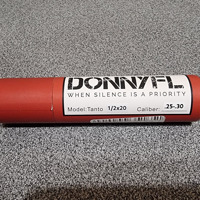 DONNYFL
WHEN SILENCE IS A PRIORITY
Model: Tanto 1/2x20 Caliber: .25-.30